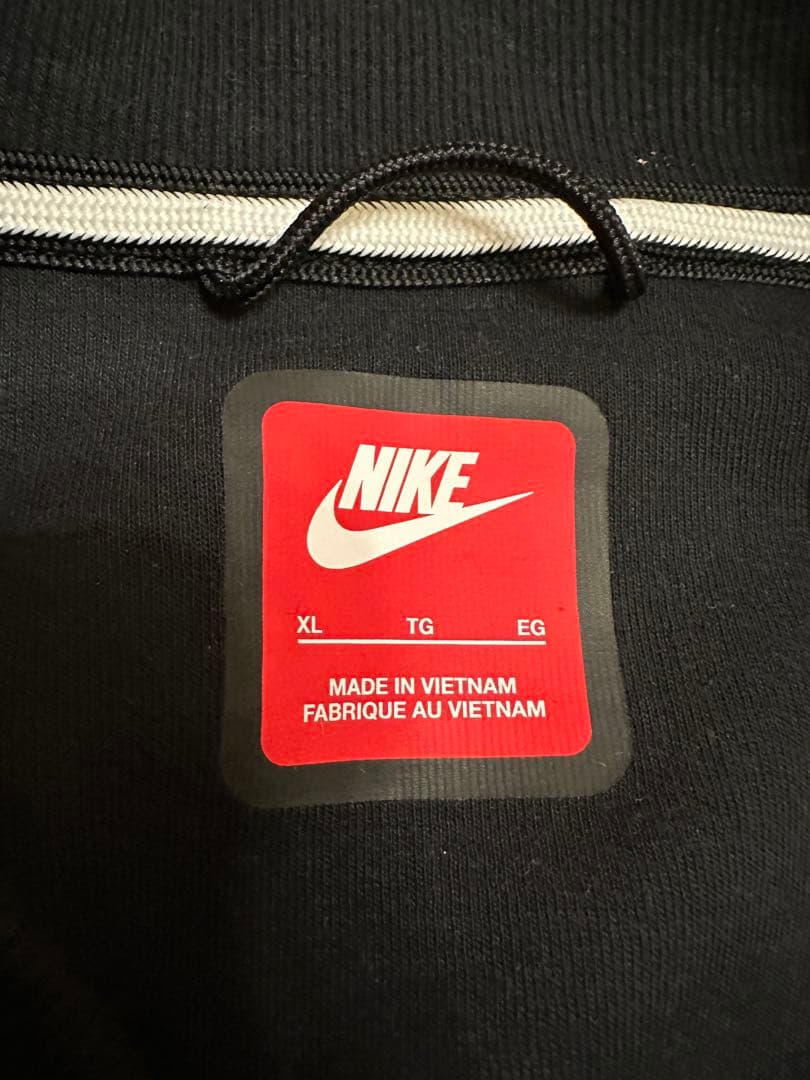 NIKE
XL TG EG
MADE IN VIETNAM
FABRIQUE AU VIETNAM